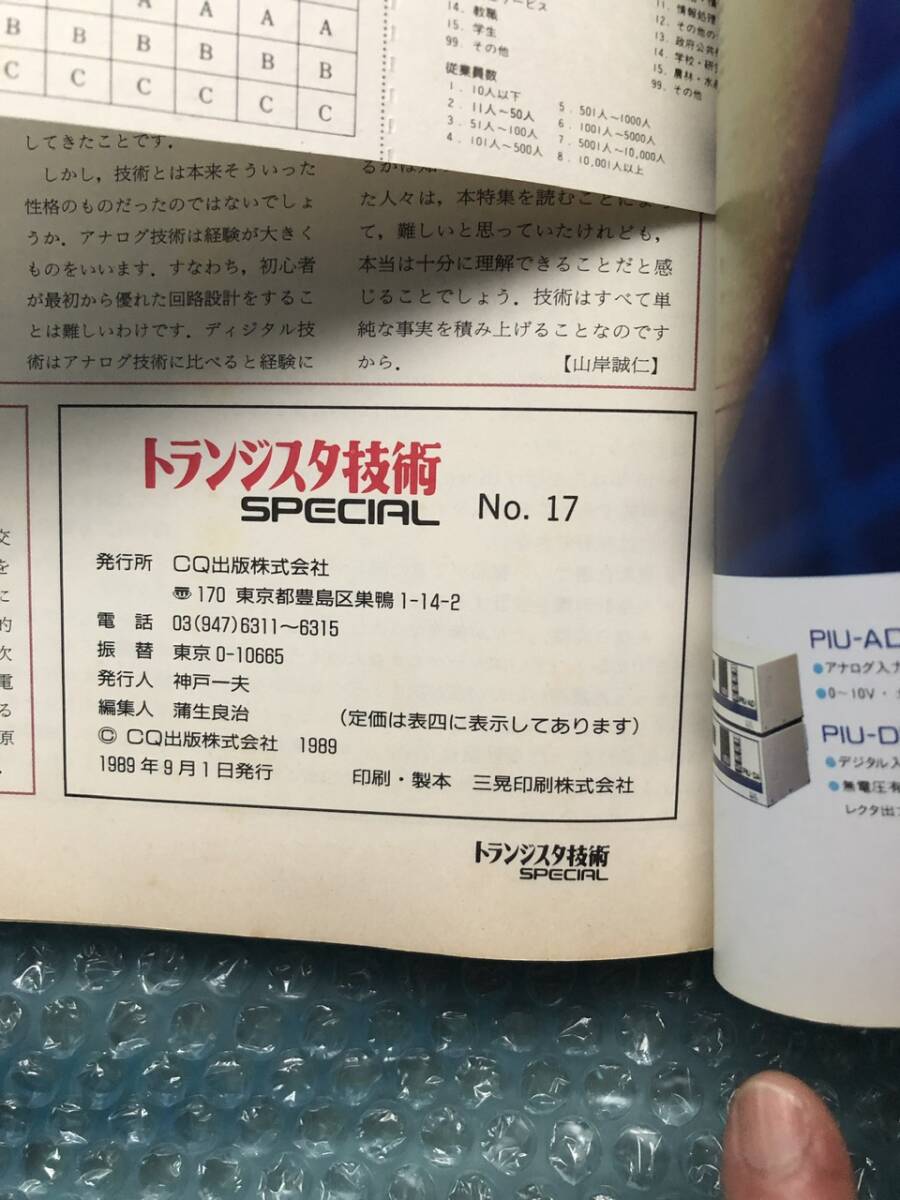 A A A A
B B B B B A
C C C C B B
C C
サービス
14. 教職
15. 学生
99. その他
従業員数
1. 10人以下
2. 11人～50人
3. 51人～100人
4. 101人～500人
5. 501人～1000人
6. 1001人～5000人
7. 5001人～10,000人
8. 10,001人以上
11. 情報処理
12. その他の
13. 政府公共
14. 学校・研
15. 農林・水産
99. その他
してきたことです.
しかし,技術とは本来そういった
性格のものだったのではないでしょ
うか.アナログ技術は経験が大きく
ものをいいます.すなわち,初心者
が最初から優れた回路設計をするこ
とは難しいわけです.ディジタル技
術はアナログ技術に比べると経験に
た人々は,本特集を読むことによっ
て,難しいと思っていたけれども,
本当は十分に理解できることだと感
じることでしょう.技術はすべて単
純な事実を積み上げることなのです
から.
【山岸誠仁】
交
を
に
的
次
電
る
原
トランジスタ技術
SPECIAL No. 17
発行所 CQ出版株式会社
〠170 東京都豊島区巣鴨1-14-2
電話 03(947)6311～6315
振替 東京0-10665
発行人 神戸一夫
編集人 蒲生良治 (定価は表四に表示してあります)
© CQ出版株式会社 1989
1989年9月1日発行 印刷・製本 三晃印刷株式会社
トランジスタ技術
SPECIAL
PIU-AD
●アナログ入力
●0～10V・
PIU-D
●デジタル入
●無電圧有
レクタ出